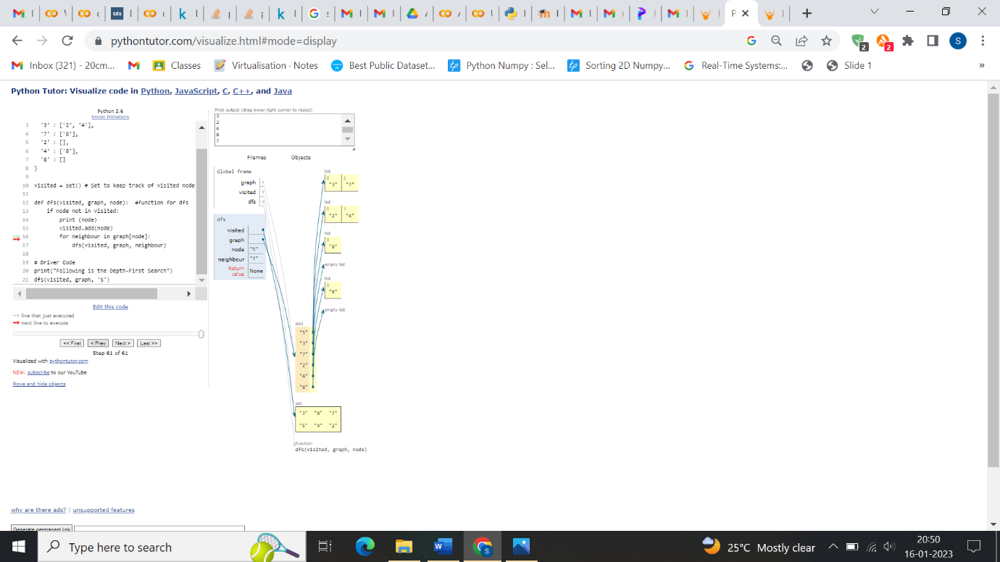 pythontutor.com/visualize.html#mode=display
2
2
S
Inbox (321) - 20cm...
Classes
Virtualisation - Notes
Best Public Dataset...
Python Numpy : Sel...
Sorting 2D Numpy...
Real-Time Systems:...
Slide 1
»
Python Tutor: Visualize code in Python, JavaScript, C, C++, and Java
Python 3.6
known limitations
3 '3' : ['2', '4'],
4 '7' : ['8'],
5 '2' : [],
6 '4' : ['8'],
7 '8' : []
8 }
9
10 visited = set() # Set to keep track of visited node
11
12 def dfs(visited, graph, node): #function for dfs
13 if node not in visited:
14 print (node)
15 visited.add(node)
16 for neighbour in graph[node]:
17 dfs(visited, graph, neighbour)
18
19 # Driver Code
20 print("Following is the Depth-First Search")
21 dfs(visited, graph, '5')
Edit this code
line that just executed
next line to execute
<< First < Prev Next > Last >>
Step 61 of 61
Visualized with pythontutor.com
NEW: subscribe to our YouTube
Move and hide objects
Print output (drag lower right corner to resize)
3
2
4
8
7
Frames Objects
Global frame
graph
visited
dfs
dfs
visited
graph
node "5"
neighbour "7"
Return value None
list
0 1
"3" "7"
list
0 1
"2" "4"
list
0
"8"
empty list
list
0
"8"
empty list
dict
"5"
"3"
"7"
"2"
"4"
"8"
set
"3" "8" "7"
"5" "4" "2"
function
dfs(visited, graph, node)
why are there ads? | unsupported features
Generate permanent link
Type here to search
25°C Mostly clear
20:50
16-01-2023